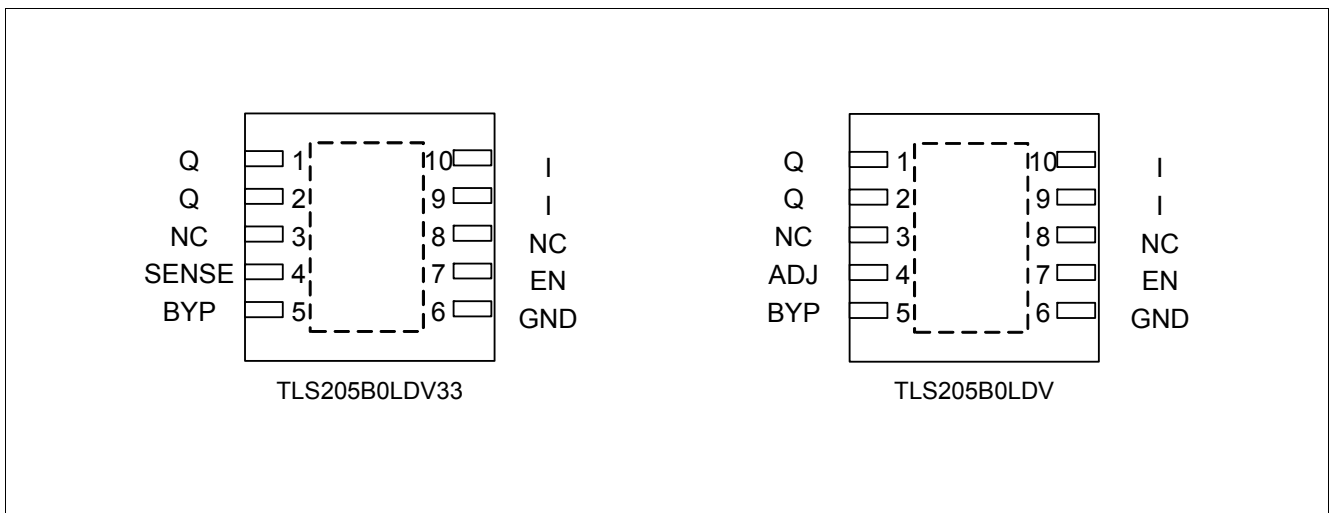 Q 1 10 I
Q 2 9 I
NC 3 8 NC
SENSE 4 7 EN
BYP 5 6 GND
TLS205B0LDV33
Q 1 10 I
Q 2 9 I
NC 3 8 NC
ADJ 4 7 EN
BYP 5 6 GND
TLS205B0LDV